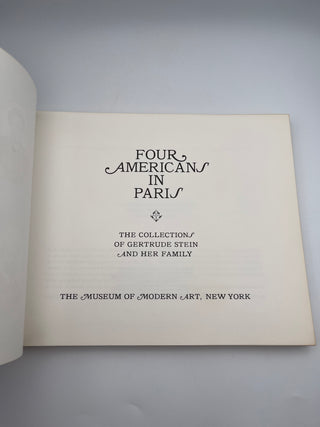 FOUR
AMERICANS
IN
PARIS
THE COLLECTIONS
OF GERTRUDE STEIN
AND HER FAMILY
THE MUSEUM OF MODERN ART, NEW YORK